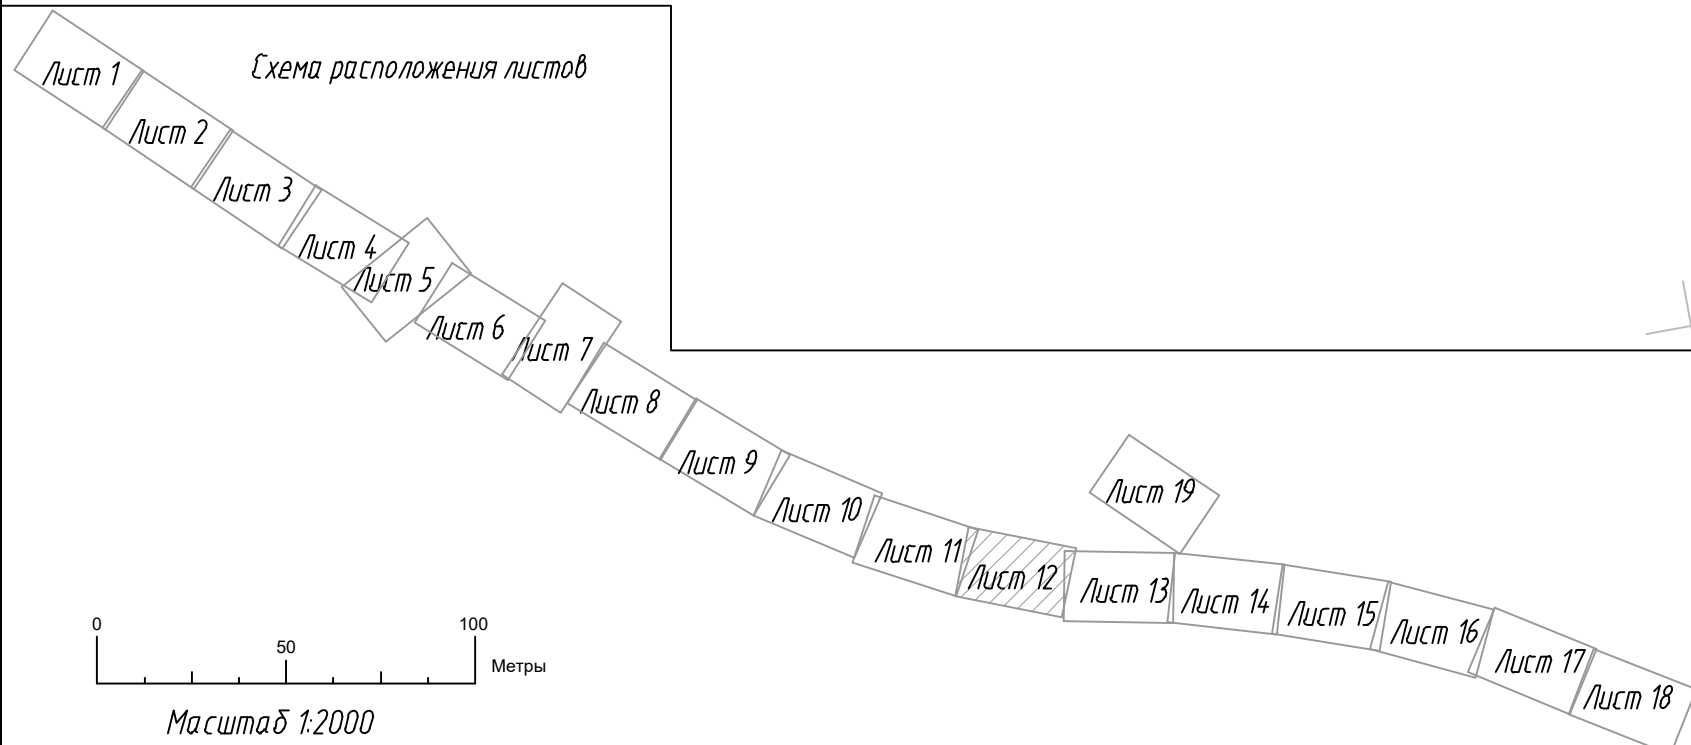 Схема расположения листов
Лист 1
Лист 2
Лист 3
Лист 4
Лист 5
Лист 6
Лист 7
Лист 8
Лист 9
Лист 10
Лист 11
Лист 12
Лист 13
Лист 14
Лист 15
Лист 16
Лист 17
Лист 18
Лист 19
0
50
100
Метры
Масштаб 1:2000